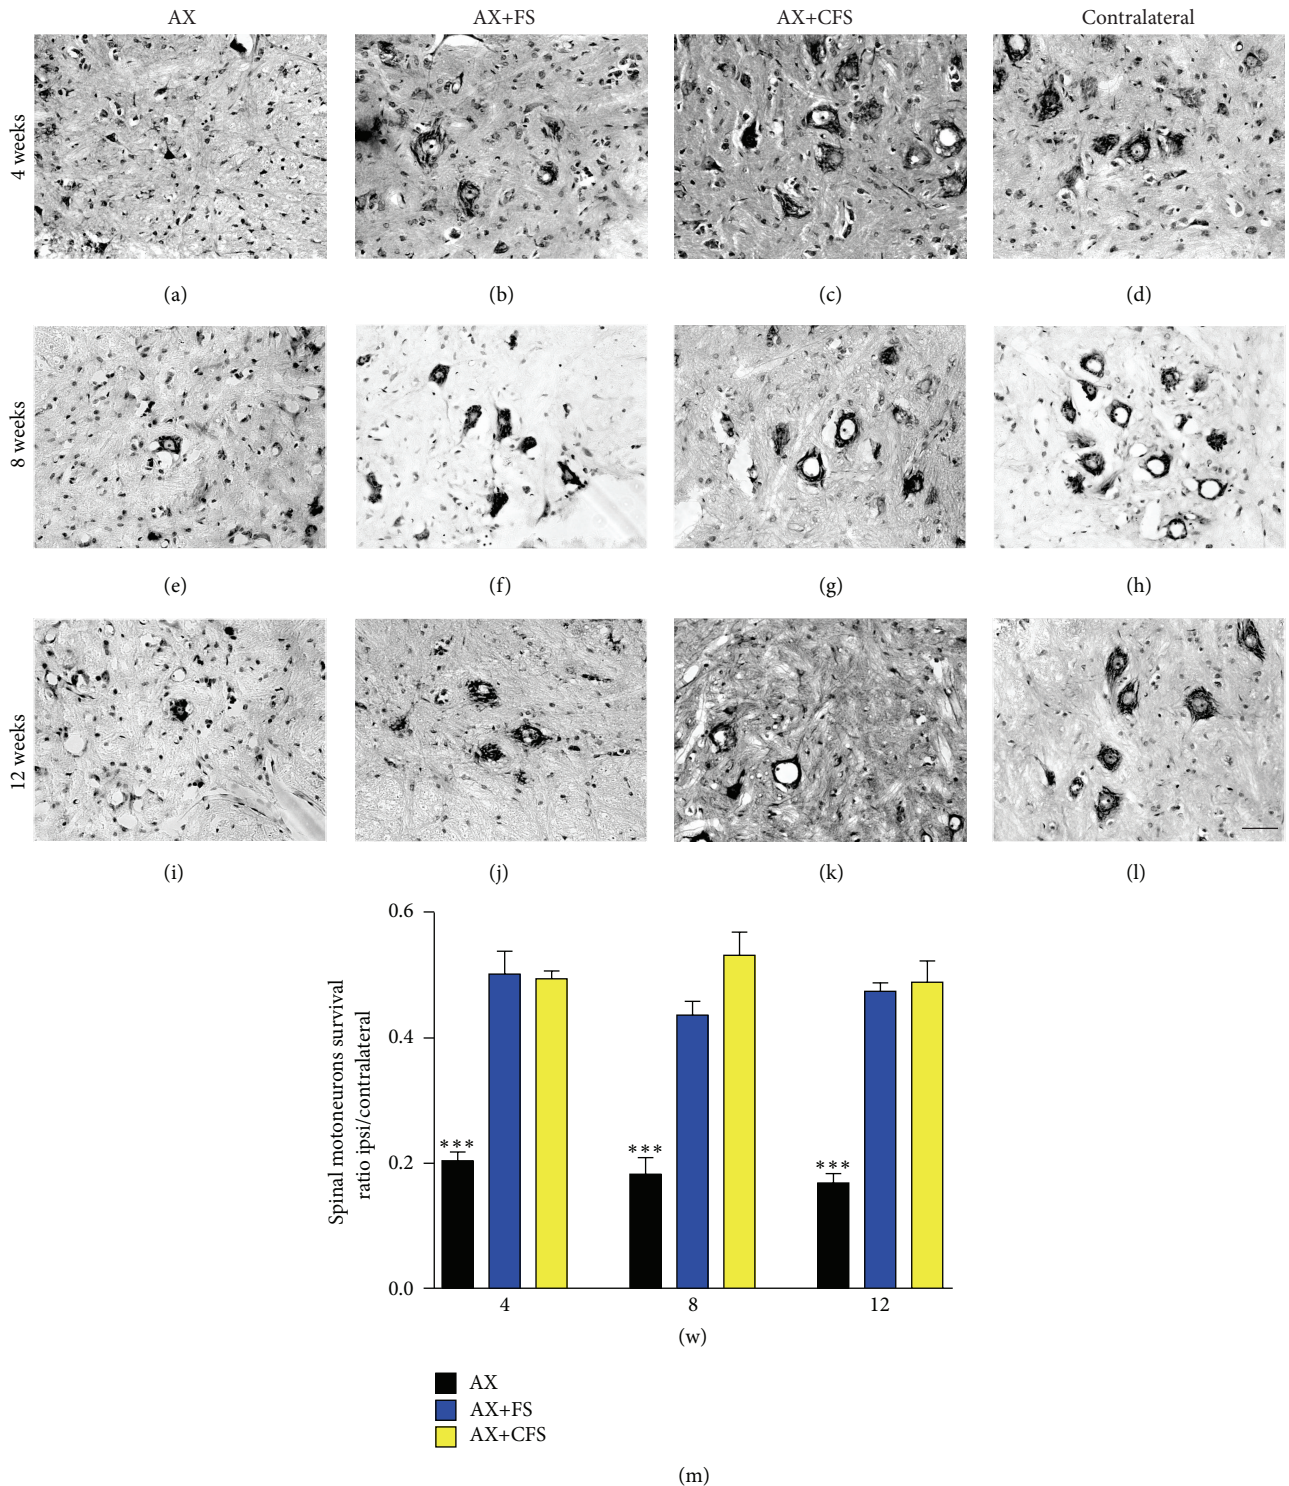 AX AX+FS AX+CFS Contralateral
4 weeks
(a) (b) (c) (d)
8 weeks
(e) (f) (g) (h)
12 weeks
(i) (j) (k) (l)
Spinal motoneurons survival
ratio ipsi/contralateral
0.6
0.4
0.2
0.0
*** *** ***
4 8 12
(w)
AX
AX+FS
AX+CFS
(m)